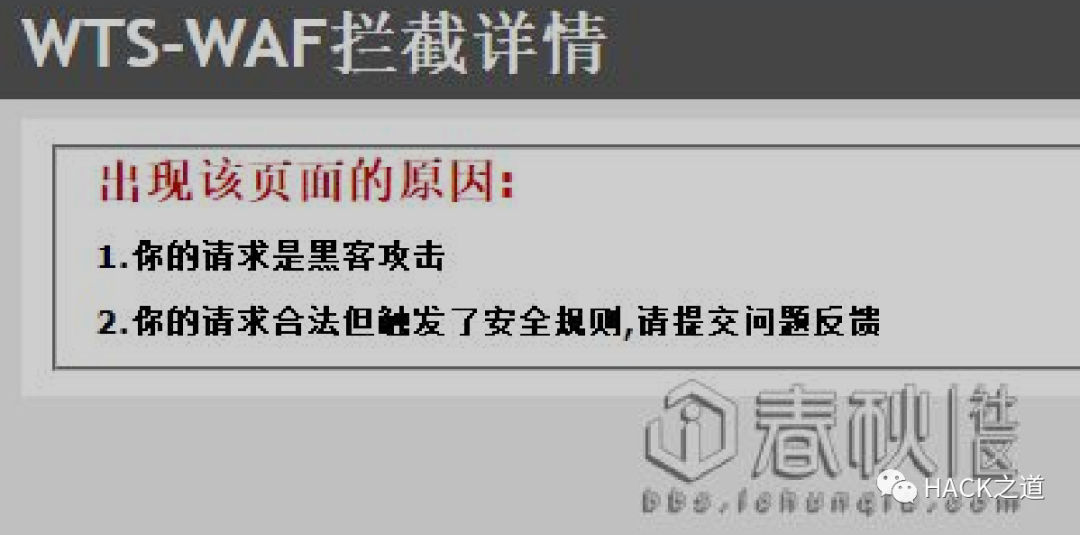 WTS-WAF拦截详情
出现该页面的原因:
1.你的请求是黑客攻击
2.你的请求合法但触发了安全规则,请提交问题反馈
春秋|社区
HACK之道
bbs.ichunqiu.com